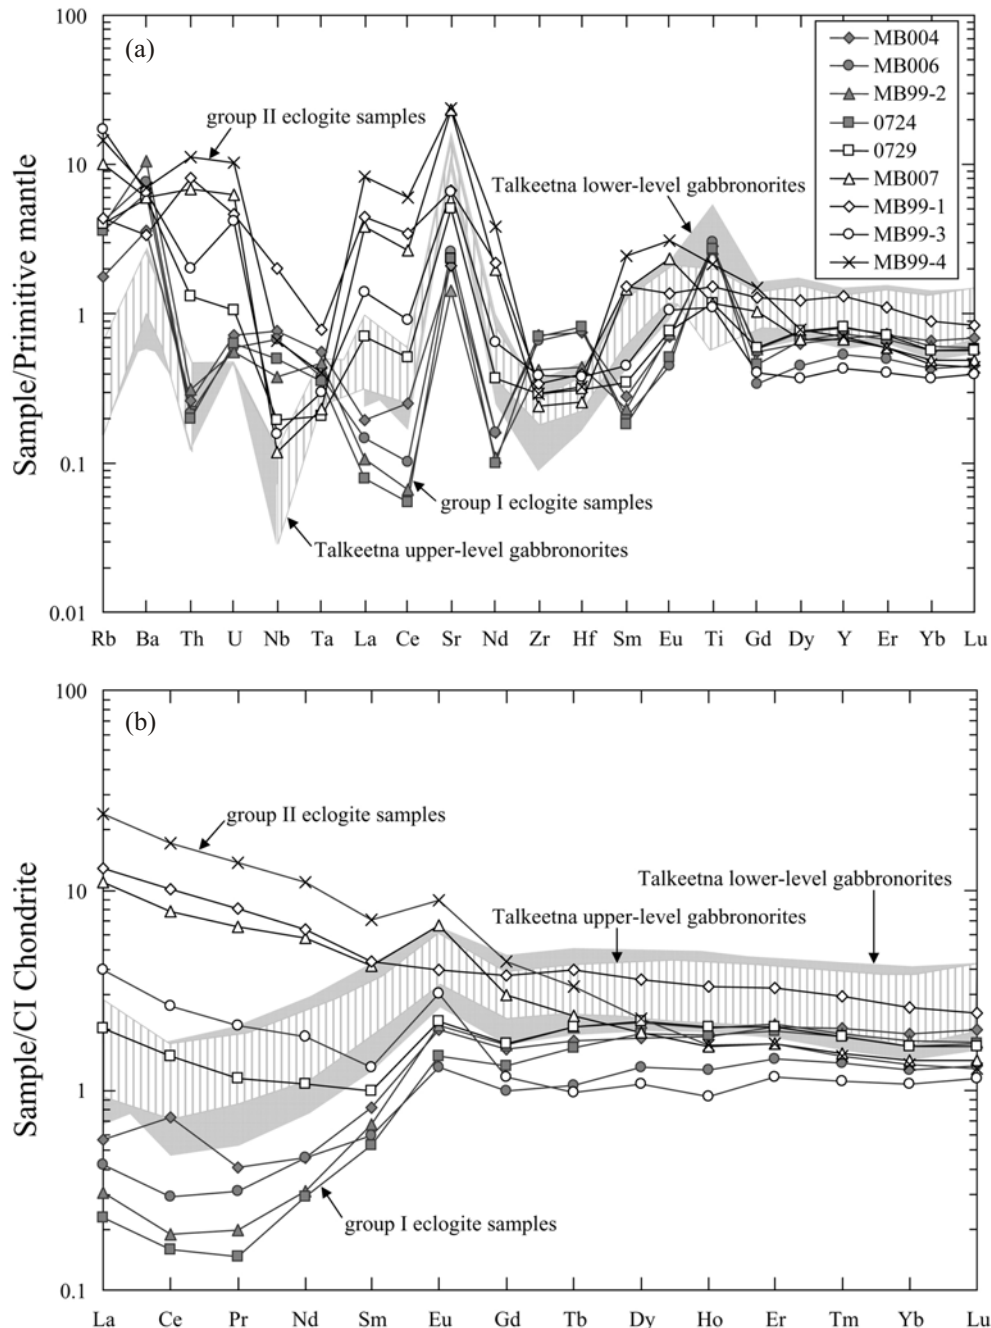 100
(a)
MB004
MB006
MB99-2
0724
0729
MB007
MB99-1
MB99-3
MB99-4
group II eclogite samples
Talkeetna lower-level gabbronorites
10
1
0.1
0.01
Sample/Primitive mantle
group I eclogite samples
Talkeetna upper-level gabbronorites
Rb Ba Th U Nb Ta La Ce Sr Nd Zr Hf Sm Eu Ti Gd Dy Y Er Yb Lu
100
(b)
group II eclogite samples
Talkeetna lower-level gabbronorites
Talkeetna upper-level gabbronorites
10
1
0.1
Sample/CI Chondrite
group I eclogite samples
La Ce Pr Nd Sm Eu Gd Tb Dy Ho Er Tm Yb Lu